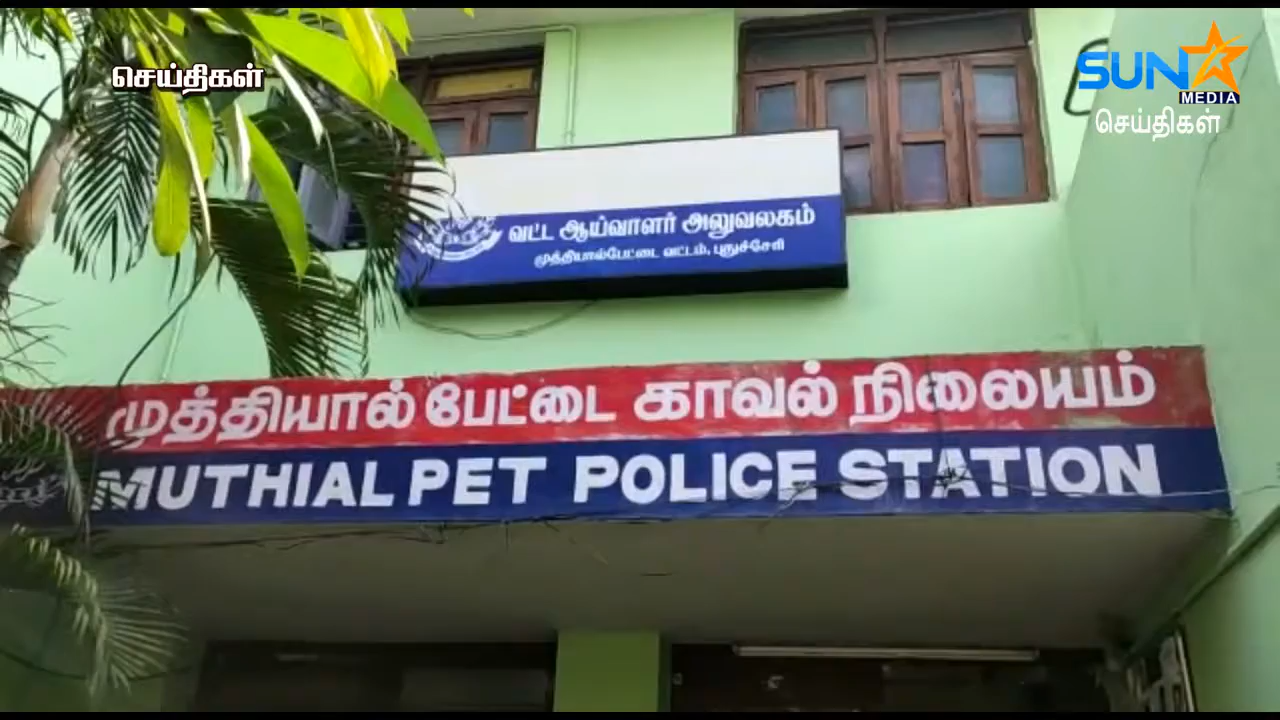 செய்திகள்
SUN
MEDIA
செய்திகள்
வட்ட ஆய்வாளர் அலுவலகம்
முத்தியால்பேட்டை வட்டம், புதுச்சேரி
முத்தியால் பேட்டை காவல் நிலையம்
MUTHIAL PET POLICE STATION